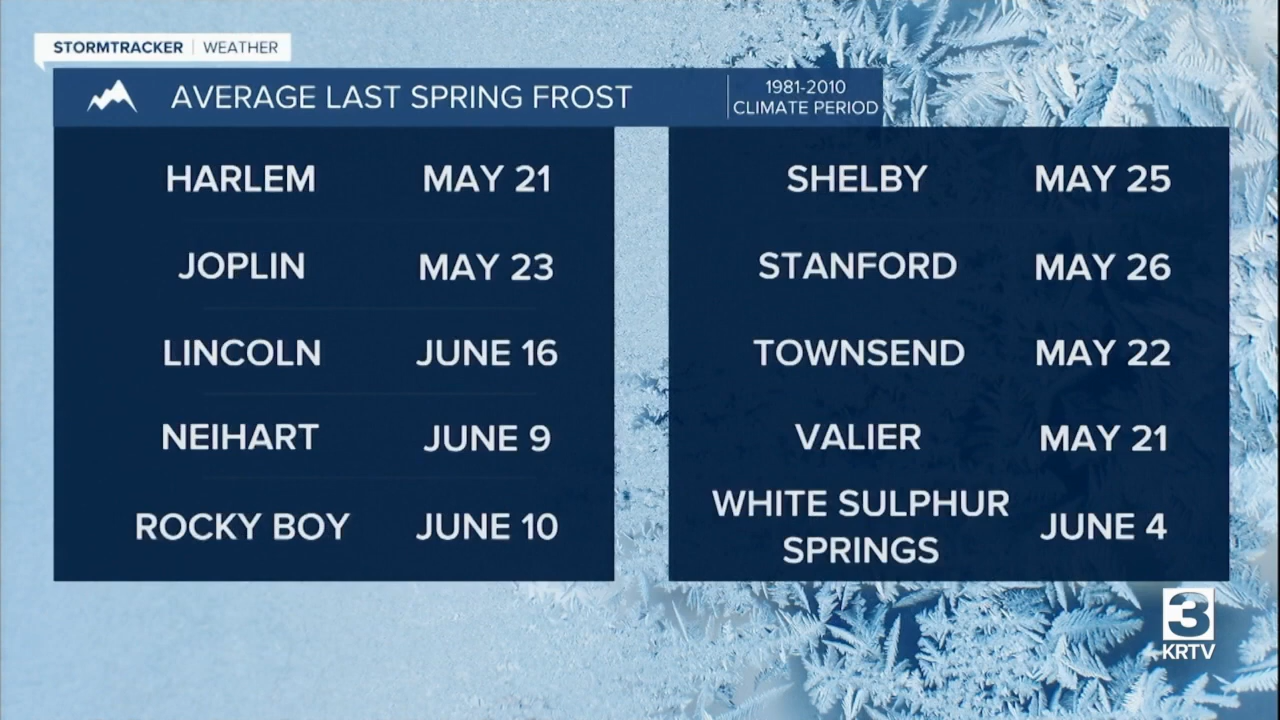 STORMTRACKER | WEATHER
AVERAGE LAST SPRING FROST
1981-2010
CLIMATE PERIOD
HARLEM MAY 21
JOPLIN MAY 23
LINCOLN JUNE 16
NEIHART JUNE 9
ROCKY BOY JUNE 10
SHELBY MAY 25
STANFORD MAY 26
TOWNSEND MAY 22
VALIER MAY 21
WHITE SULPHUR
SPRINGS JUNE 4
3
KRTV